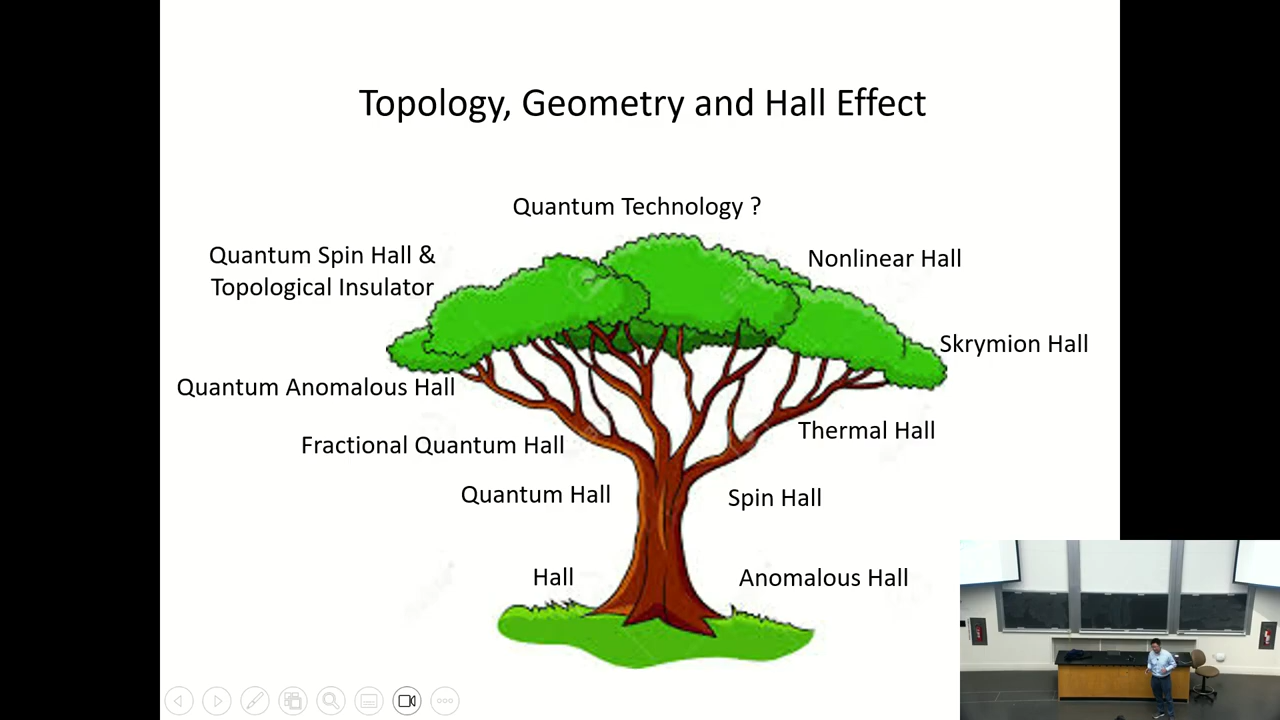 Topology, Geometry and Hall Effect
Quantum Technology ?
Quantum Spin Hall &
Topological Insulator
Nonlinear Hall
Skrymion Hall
Quantum Anomalous Hall
Thermal Hall
Fractional Quantum Hall
Quantum Hall
Spin Hall
Hall
Anomalous Hall